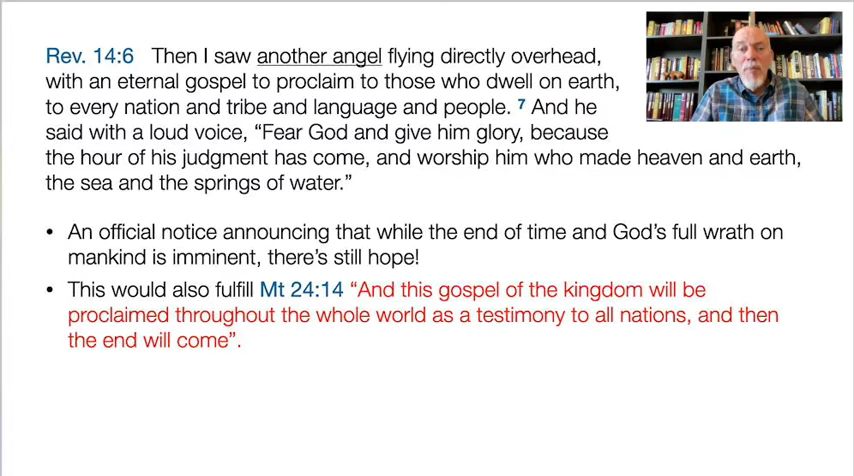 Rev. 14:6 Then I saw another angel flying directly overhead,
with an eternal gospel to proclaim to those who dwell on earth,
to every nation and tribe and language and people. 7 And he
said with a loud voice, “Fear God and give him glory, because
the hour of his judgment has come, and worship him who made heaven and earth,
the sea and the springs of water.”
• An official notice announcing that while the end of time and God’s full wrath on
mankind is imminent, there’s still hope!
• This would also fulfill Mt 24:14 “And this gospel of the kingdom will be
proclaimed throughout the whole world as a testimony to all nations, and then
the end will come”.